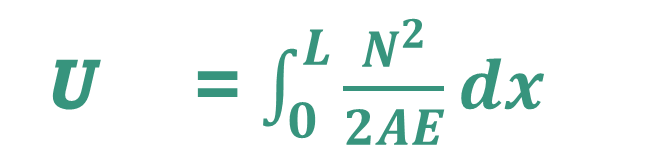 U = ∫₀ᴸ N²/2AE dx